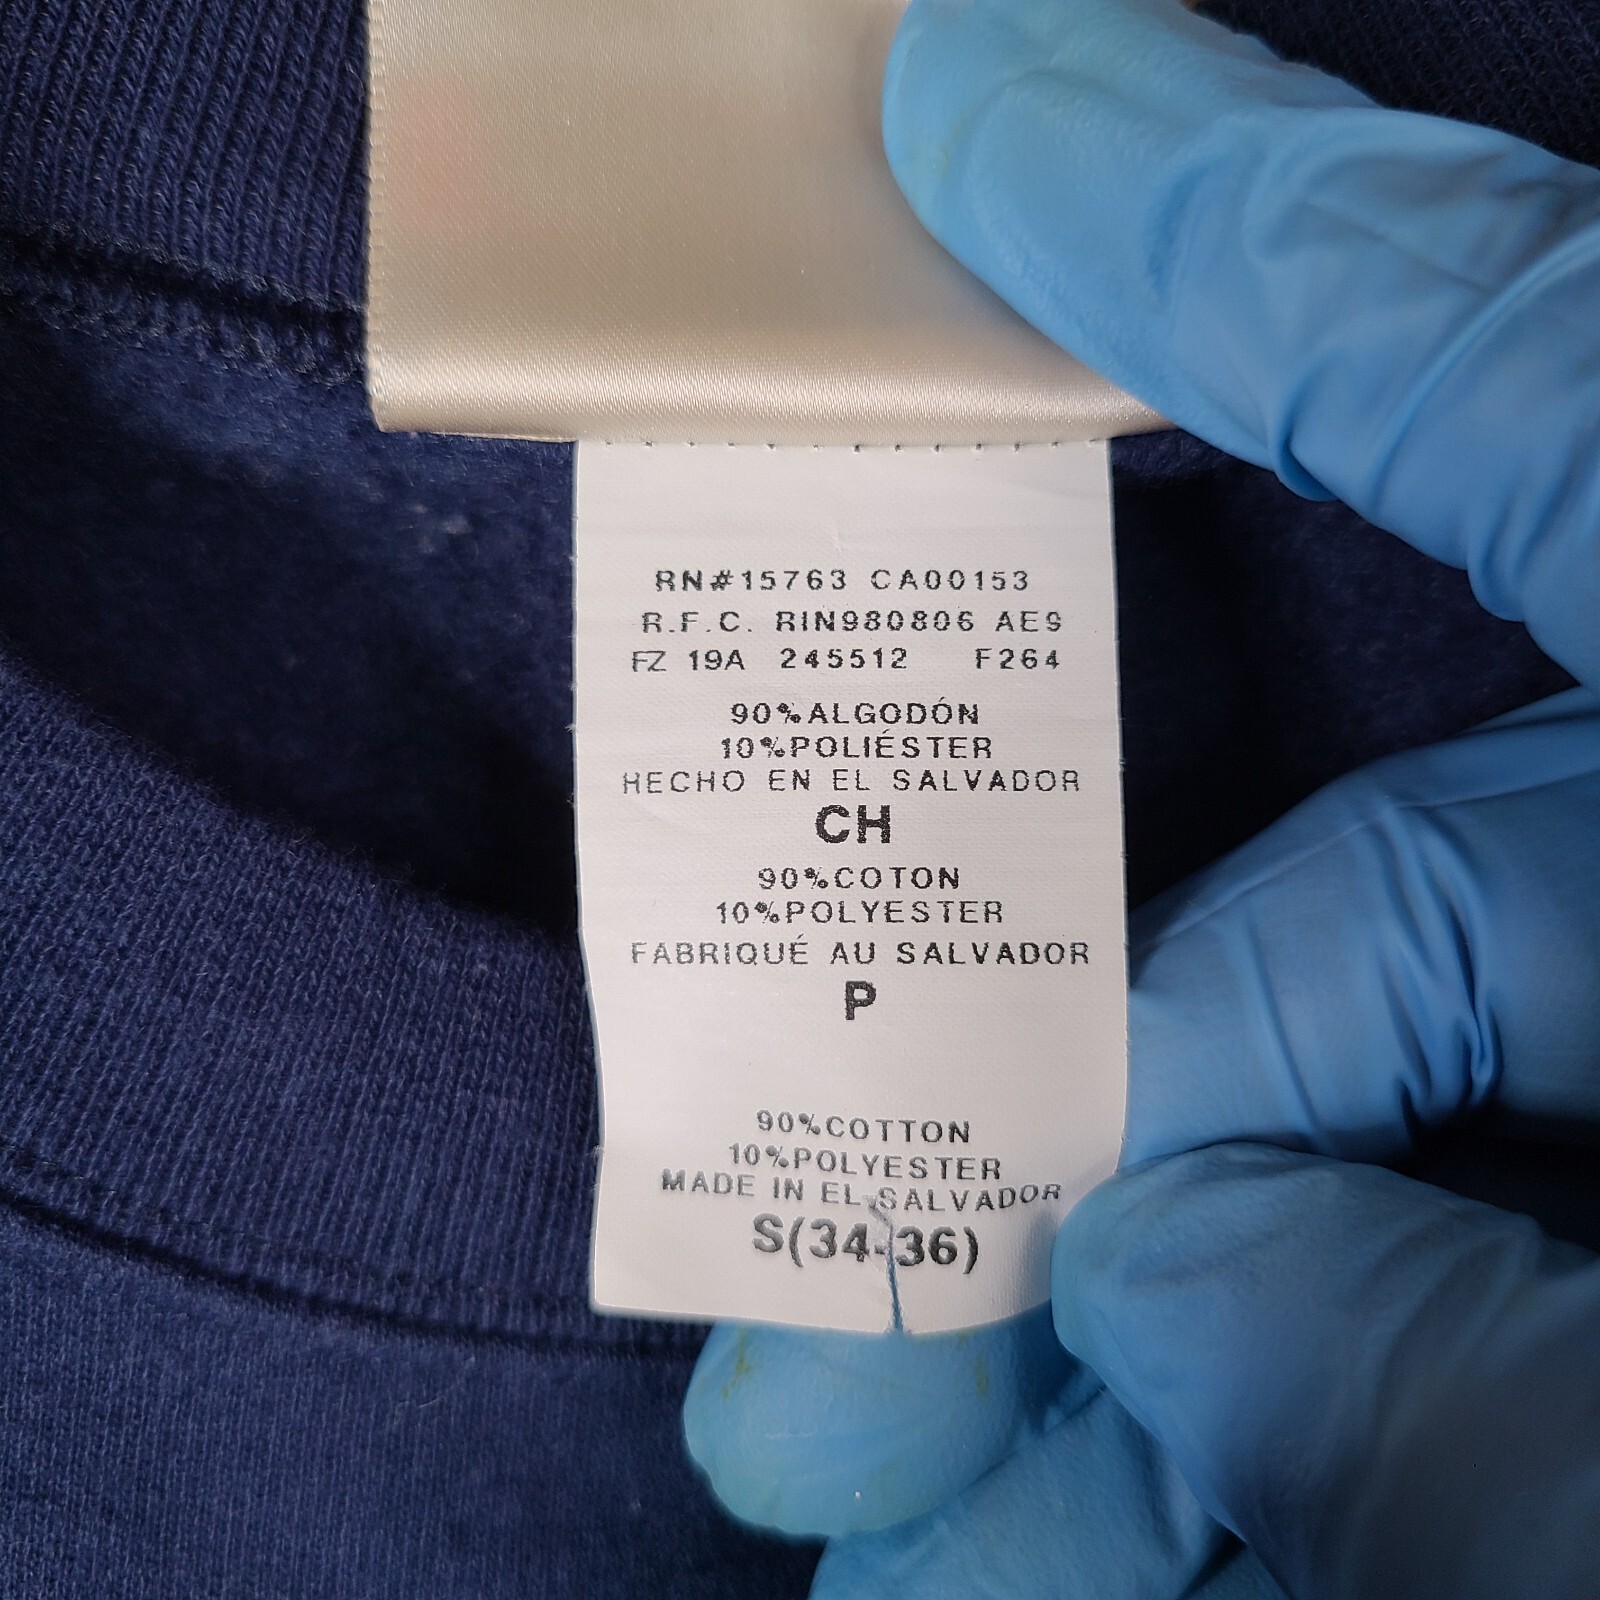 RN#15763 CA00153
R.F.C. RIN980806 AE9
FZ 19A 245512 F264
90%ALGODÓN
10%POLIÉSTER
HECHO EN EL SALVADOR
CH
90%COTON
10%POLYESTER
FABRIQUÉ AU SALVADOR
P
90%COTTON
10%POLYESTER
MADE IN EL SALVADOR
S(34-36)